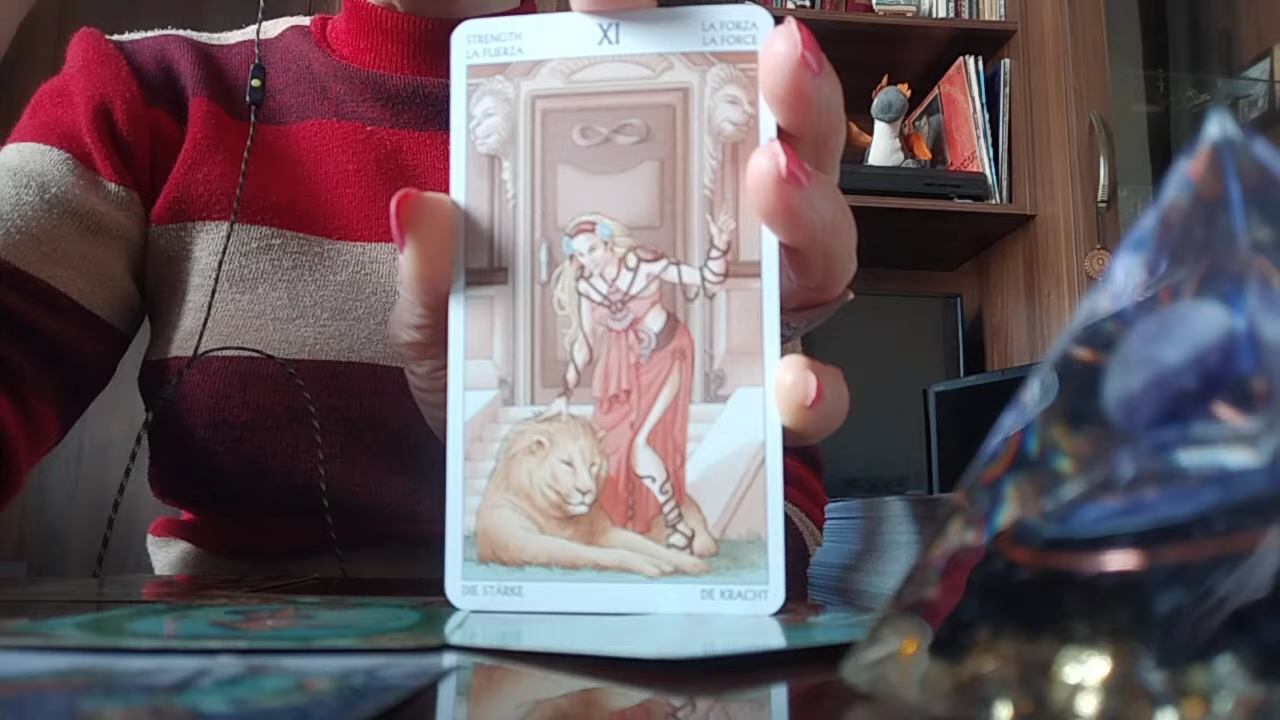 STRENGTH
LA FUERZA
XI
LA FORZA
LA FORCE
DIE STÄRKE
DE KRACHT